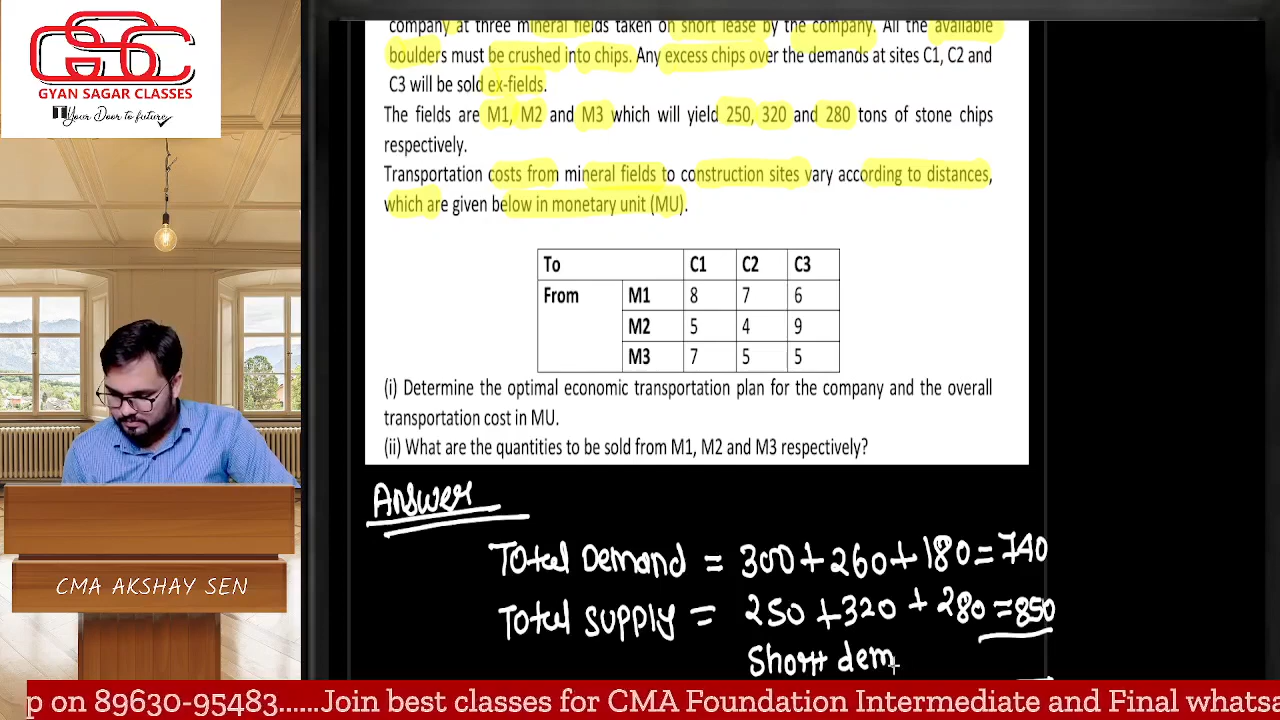 GSC
GYAN SAGAR CLASSES
Your Door to future
company at three mineral fields taken on short lease by the company. All the available
boulders must be crushed into chips. Any excess chips over the demands at sites C1, C2 and
C3 will be sold ex-fields.
The fields are M1, M2 and M3 which will yield 250, 320 and 280 tons of stone chips
respectively.
Transportation costs from mineral fields to construction sites vary according to distances,
which are given below in monetary unit (MU).
To C1 C2 C3
From M1 8 7 6
M2 5 4 9
M3 7 5 5
(i) Determine the optimal economic transportation plan for the company and the overall
transportation cost in MU.
(ii) What are the quantities to be sold from M1, M2 and M3 respectively?
Answer
Total Demand = 300+260+180=740
Total supply = 250+320+280=850
Short dem
CMA AKSHAY SEN
p on 89630-95483......Join best classes for CMA Foundation Intermediate and Final whatsa